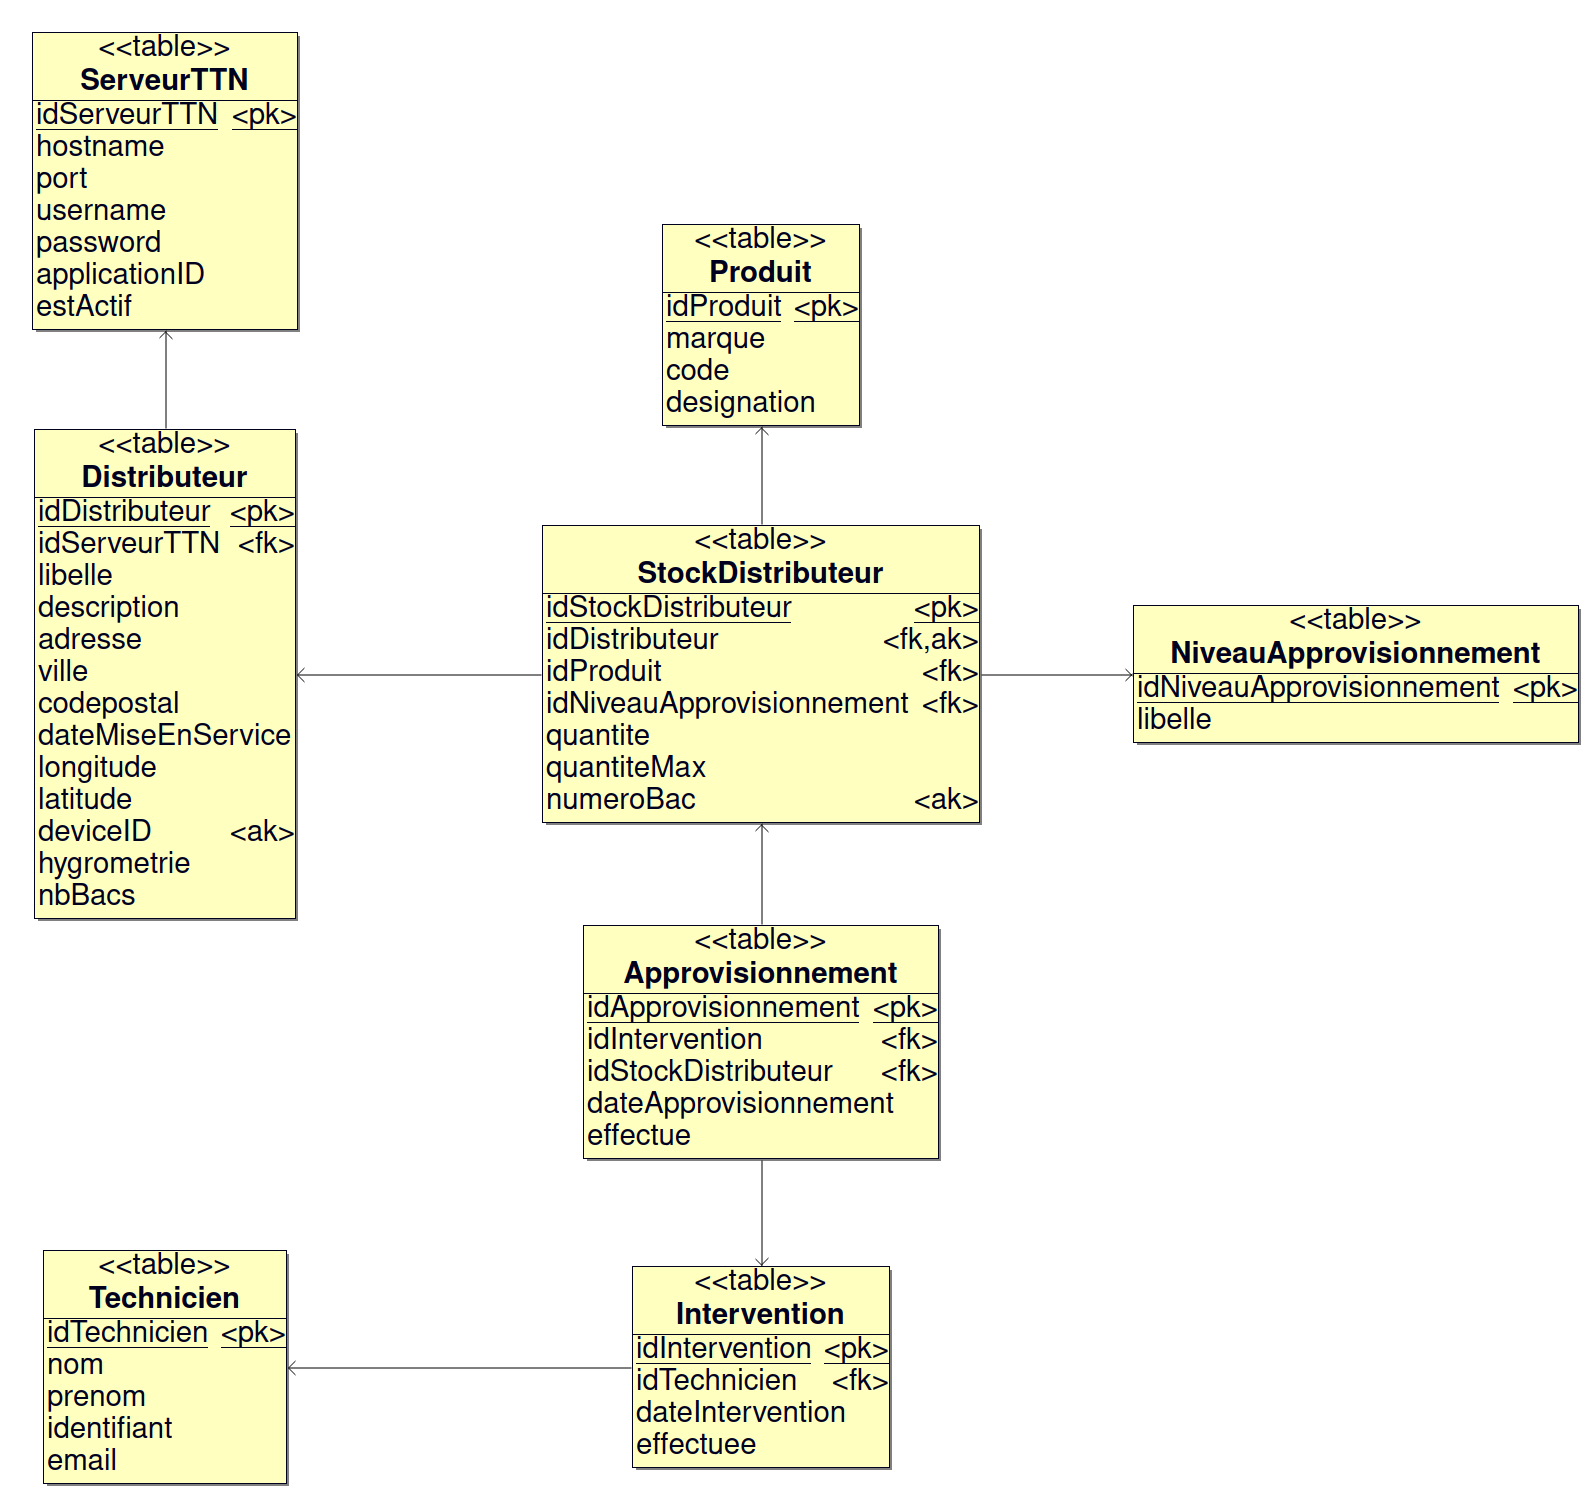 <<table>>
ServeurTTN
idServeurTTN <pk>
hostname
port
username
password
applicationID
estActif
<<table>>
Produit
idProduit <pk>
marque
code
designation
<<table>>
Distributeur
idDistributeur <pk>
idServeurTTN <fk>
libelle
description
adresse
ville
codepostal
dateMiseEnService
longitude
latitude
deviceID <ak>
hygrometrie
nbBacs
<<table>>
StockDistributeur
idStockDistributeur <pk>
idDistributeur <fk,ak>
idProduit <fk>
idNiveauApprovisionnement <fk>
quantite
quantiteMax
numeroBac <ak>
<<table>>
NiveauApprovisionnement
idNiveauApprovisionnement <pk>
libelle
<<table>>
Approvisionnement
idApprovisionnement <pk>
idIntervention <fk>
idStockDistributeur <fk>
dateApprovisionnement
effectue
<<table>>
Technicien
idTechnicien <pk>
nom
prenom
identifiant
email
<<table>>
Intervention
idIntervention <pk>
idTechnicien <fk>
dateIntervention
effectuee